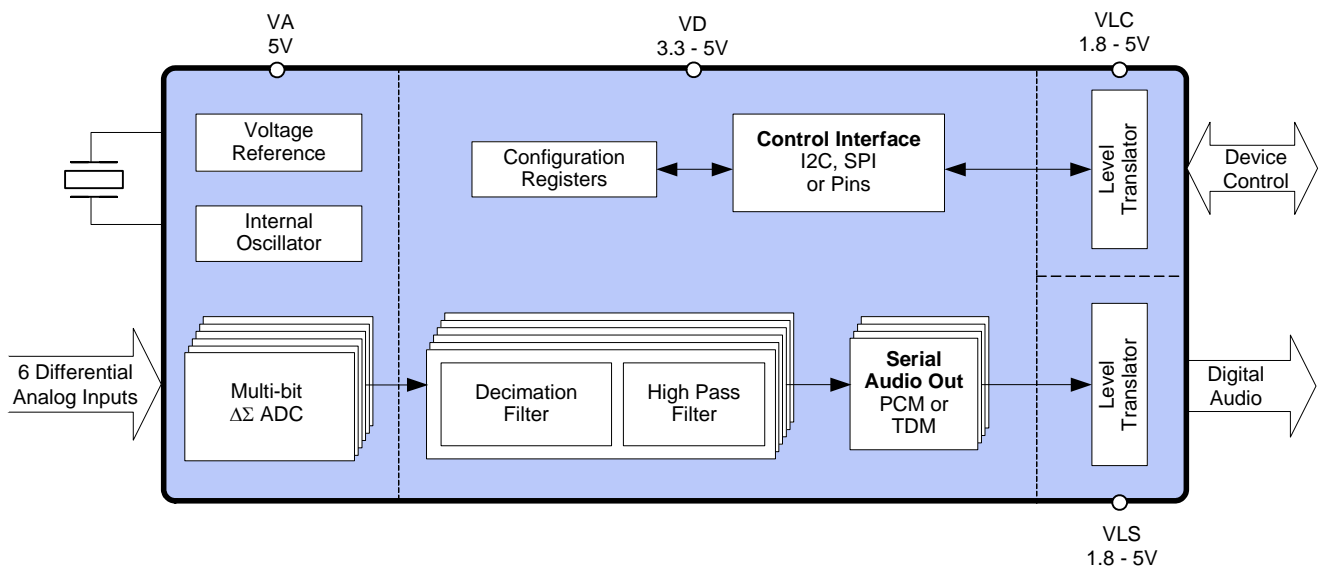 VA
5V
VD
3.3 - 5V
VLC
1.8 - 5V
Voltage
Reference
Internal
Oscillator
Configuration
Registers
Control Interface
I2C, SPI
or Pins
Level
Translator
Device
Control
6 Differential
Analog Inputs
Multi-bit
ΔΣ ADC
Decimation
Filter
High Pass
Filter
Serial
Audio Out
PCM or
TDM
Level
Translator
Digital
Audio
VLS
1.8 - 5V